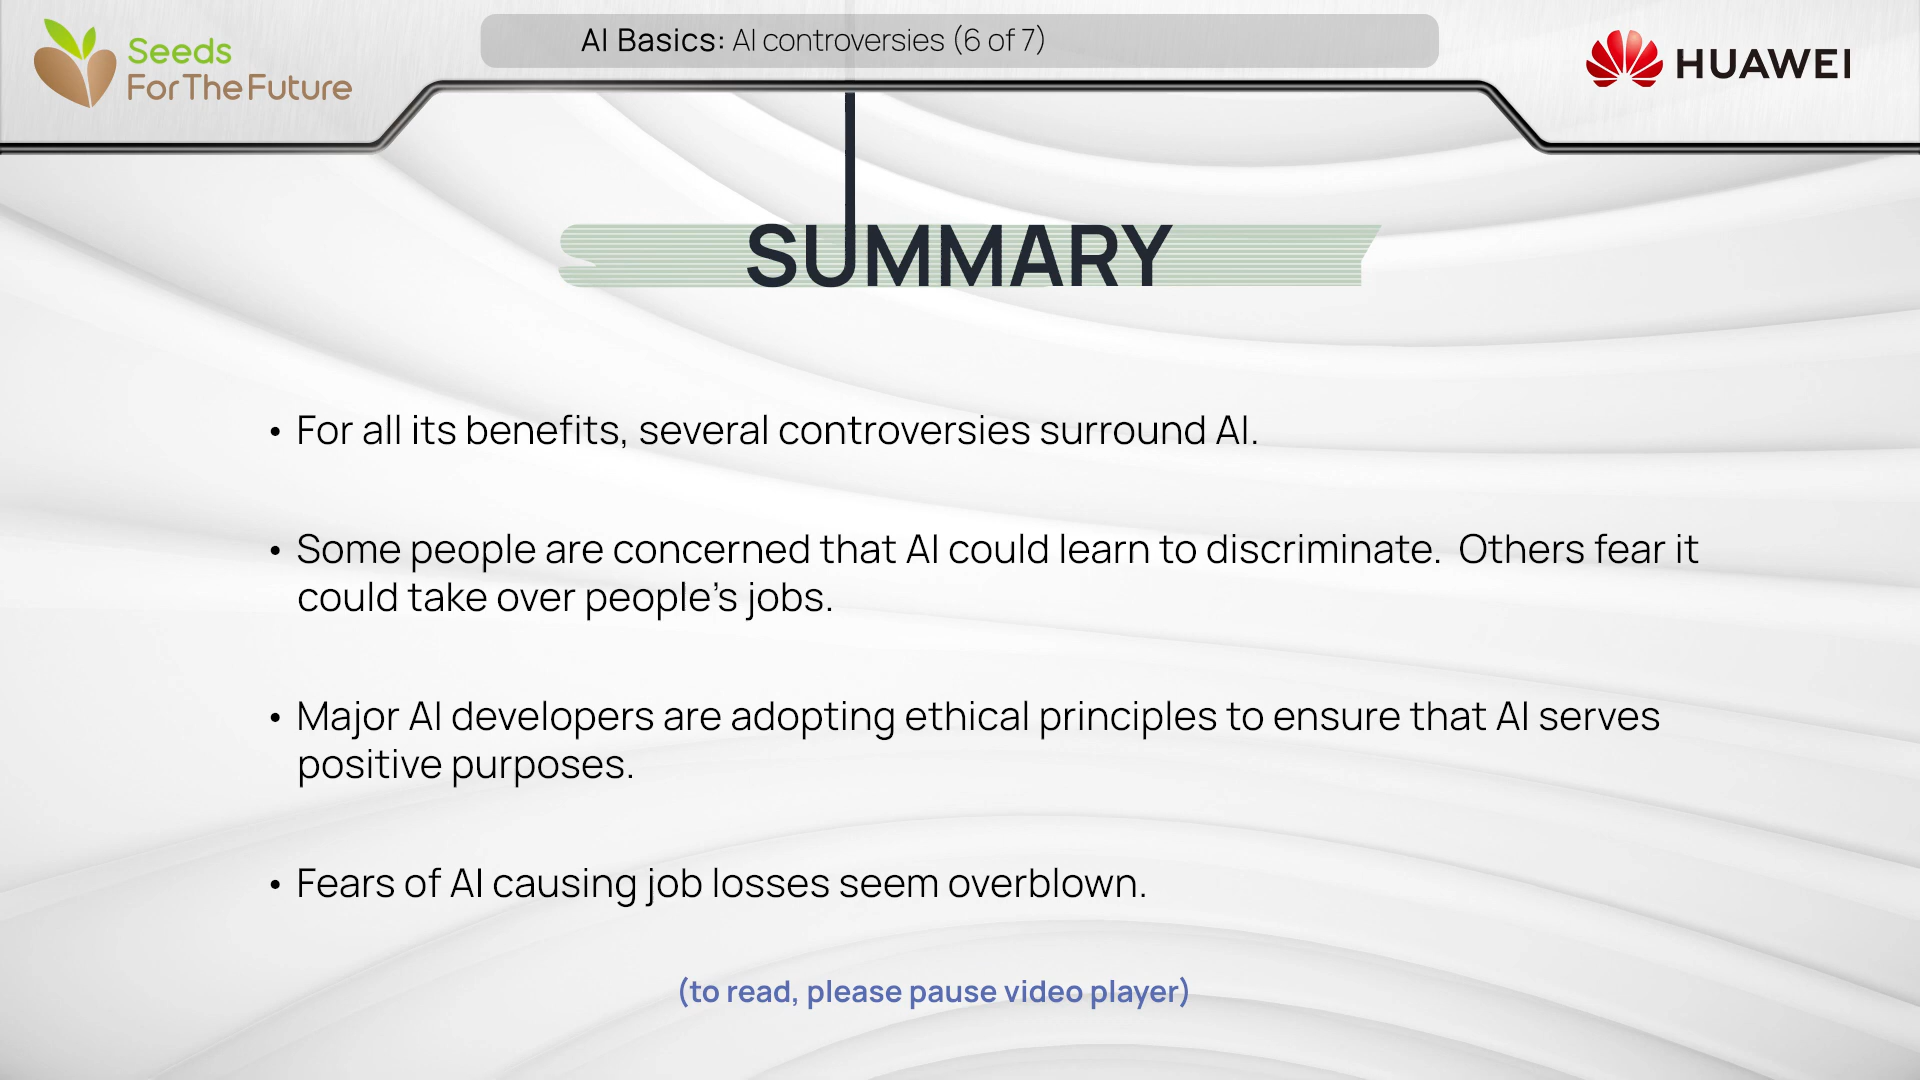 Seeds
ForTheFuture
AI Basics: AI controversies (6 of 7)
HUAWEI
SUMMARY
• For all its benefits, several controversies surround AI.
• Some people are concerned that AI could learn to discriminate.  Others fear it
could take over people’s jobs.
• Major AI developers are adopting ethical principles to ensure that AI serves
positive purposes.
• Fears of AI causing job losses seem overblown.
(to read, please pause video player)